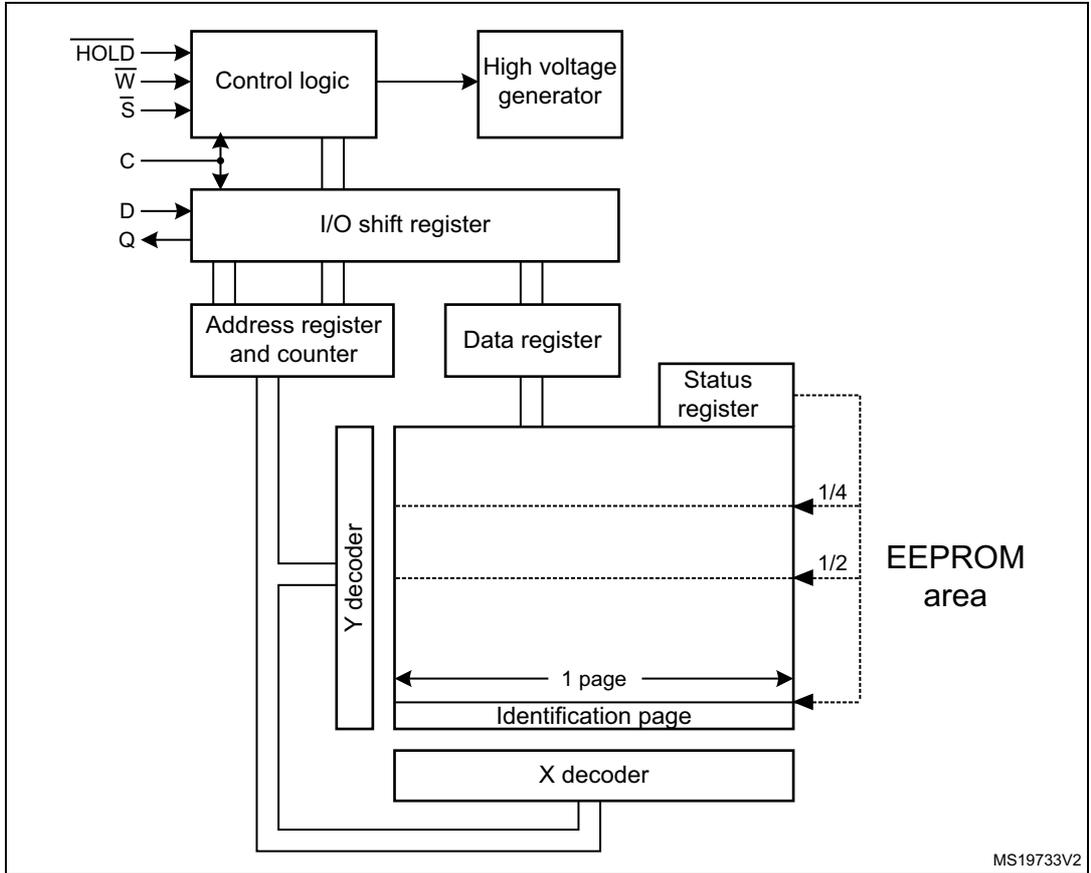 H̅O̅L̅D̅
W̅
S̅
Control logic
High voltage
generator
C
D
Q
I/O shift register
Address register
and counter
Data register
Status
register
1/4
1/2
EEPROM
area
Y decoder
1 page
Identification page
X decoder
MS19733V2